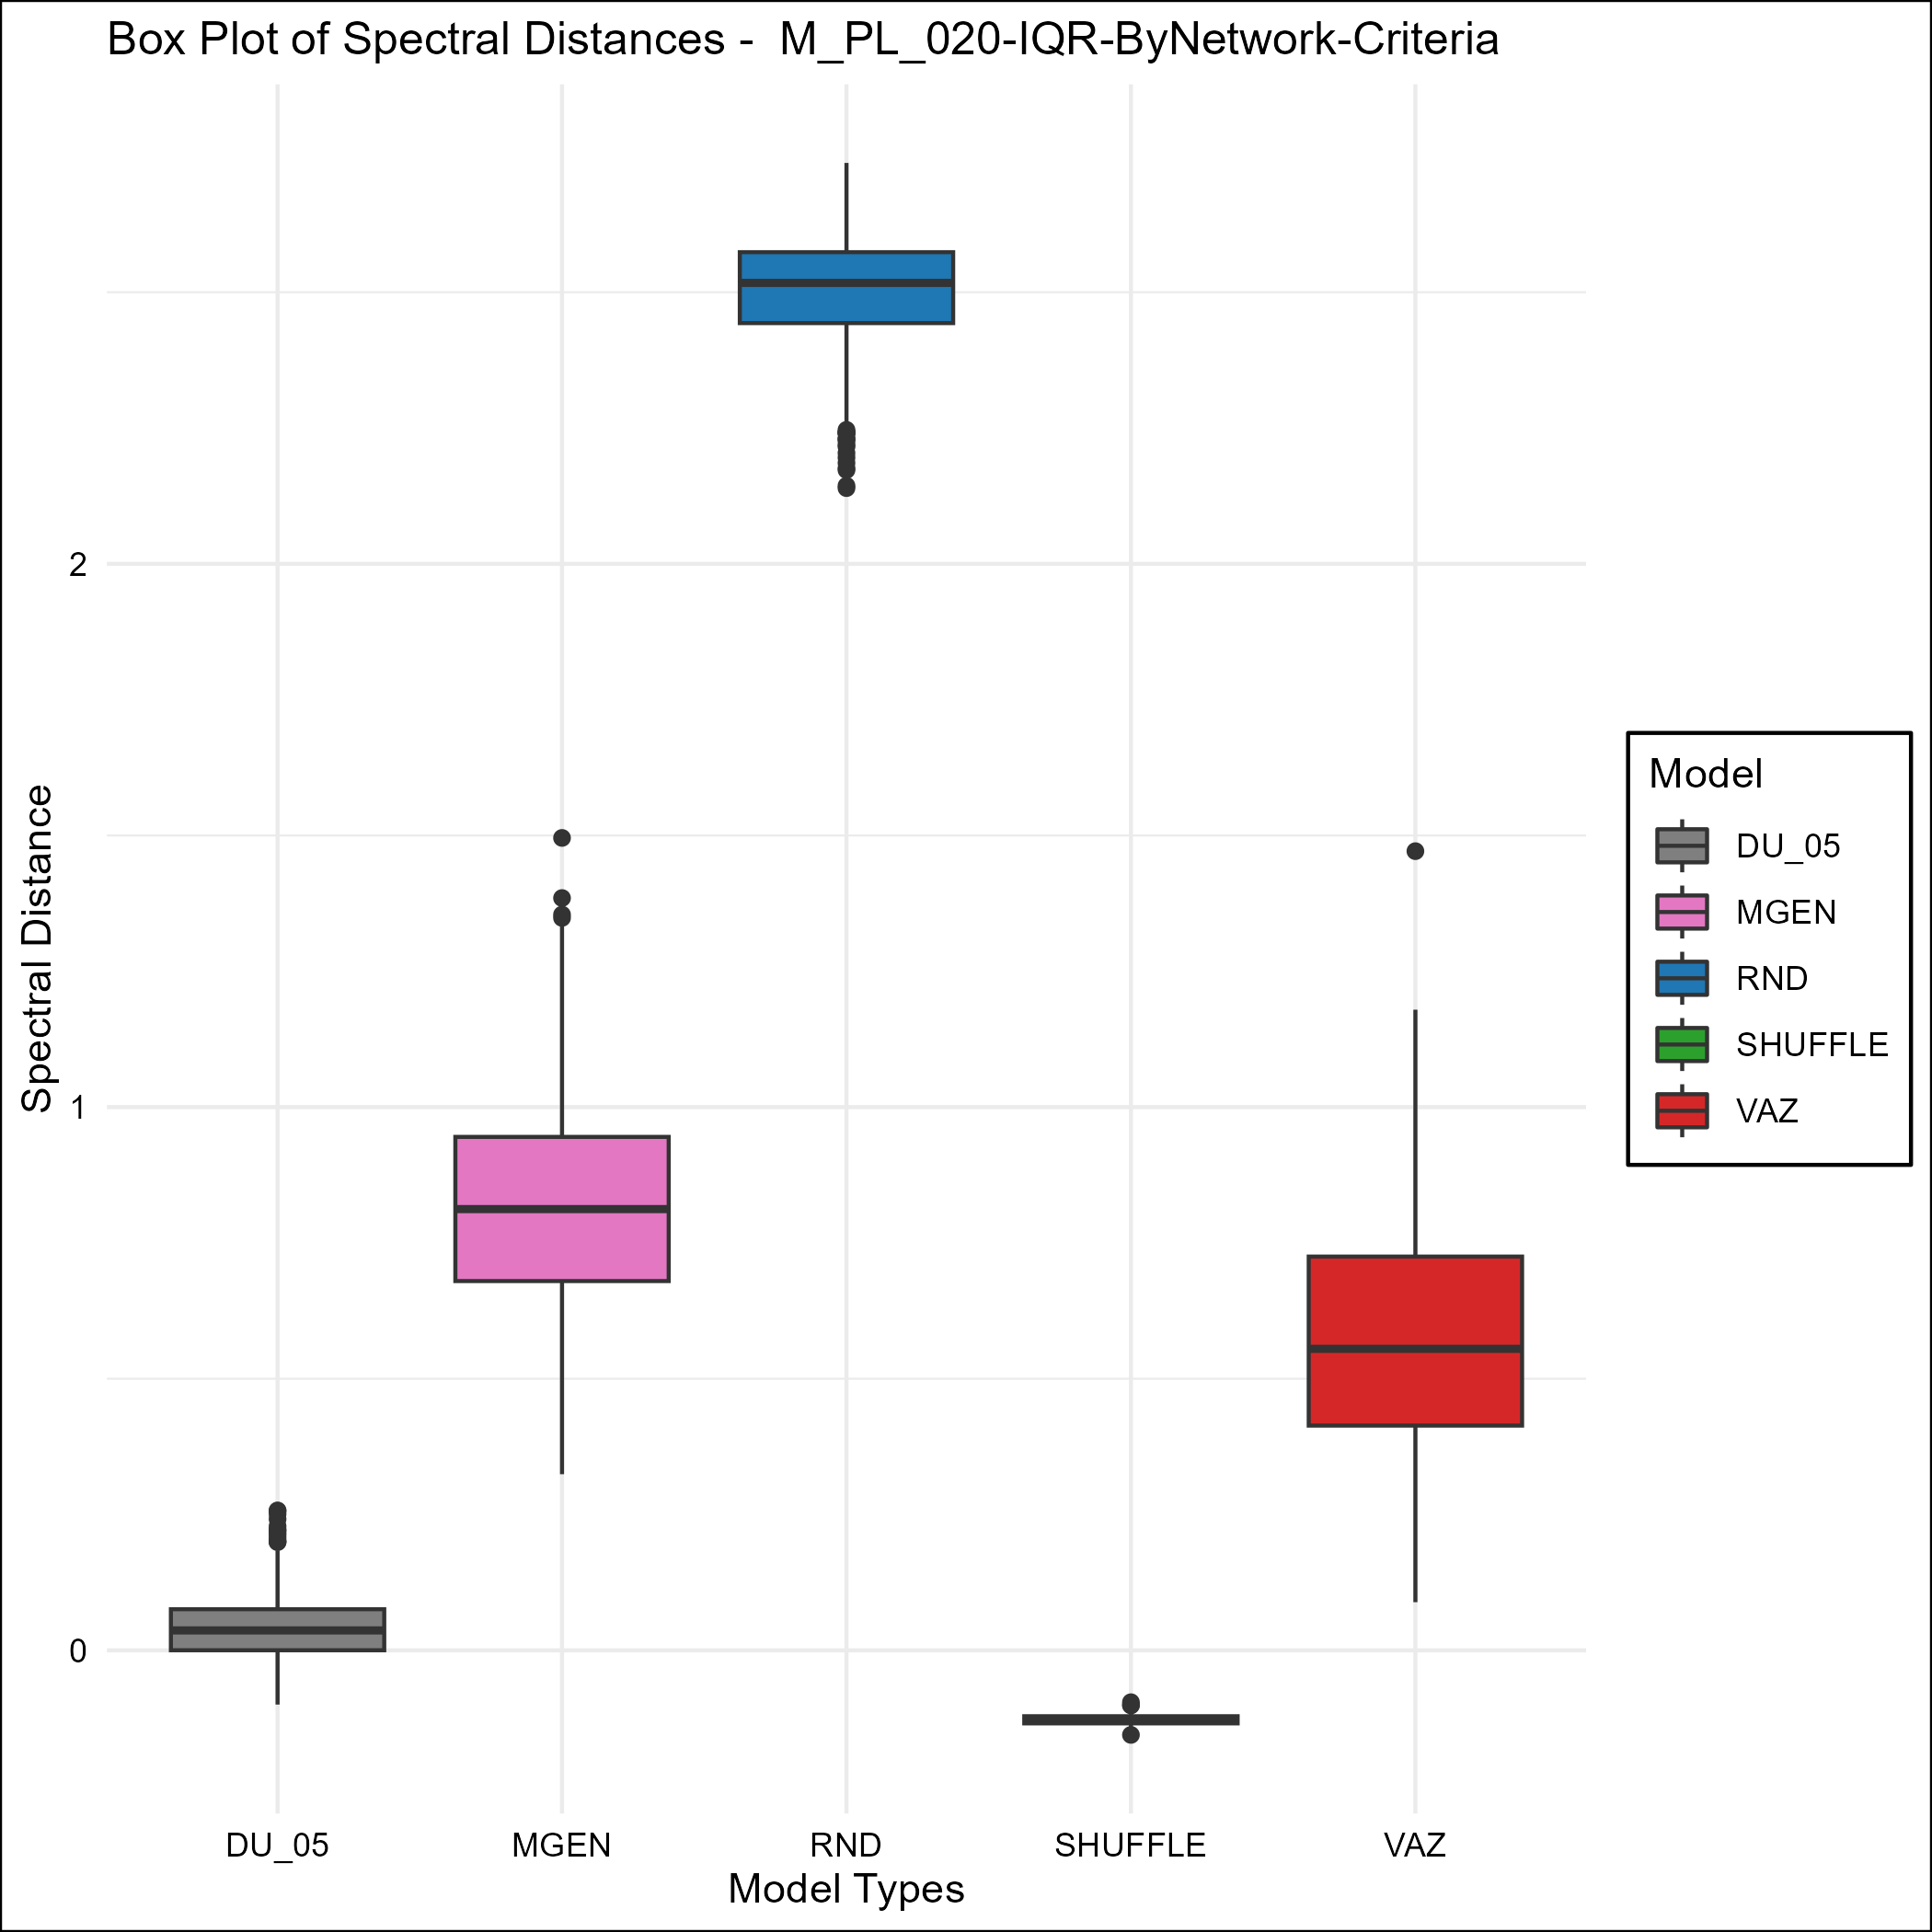 Box Plot of Spectral Distances -  M_PL_020-IQR-ByNetwork-Criteria
Spectral Distance
2
1
0
DU_05
MGEN
RND
SHUFFLE
VAZ
Model Types
Model
DU_05
MGEN
RND
SHUFFLE
VAZ